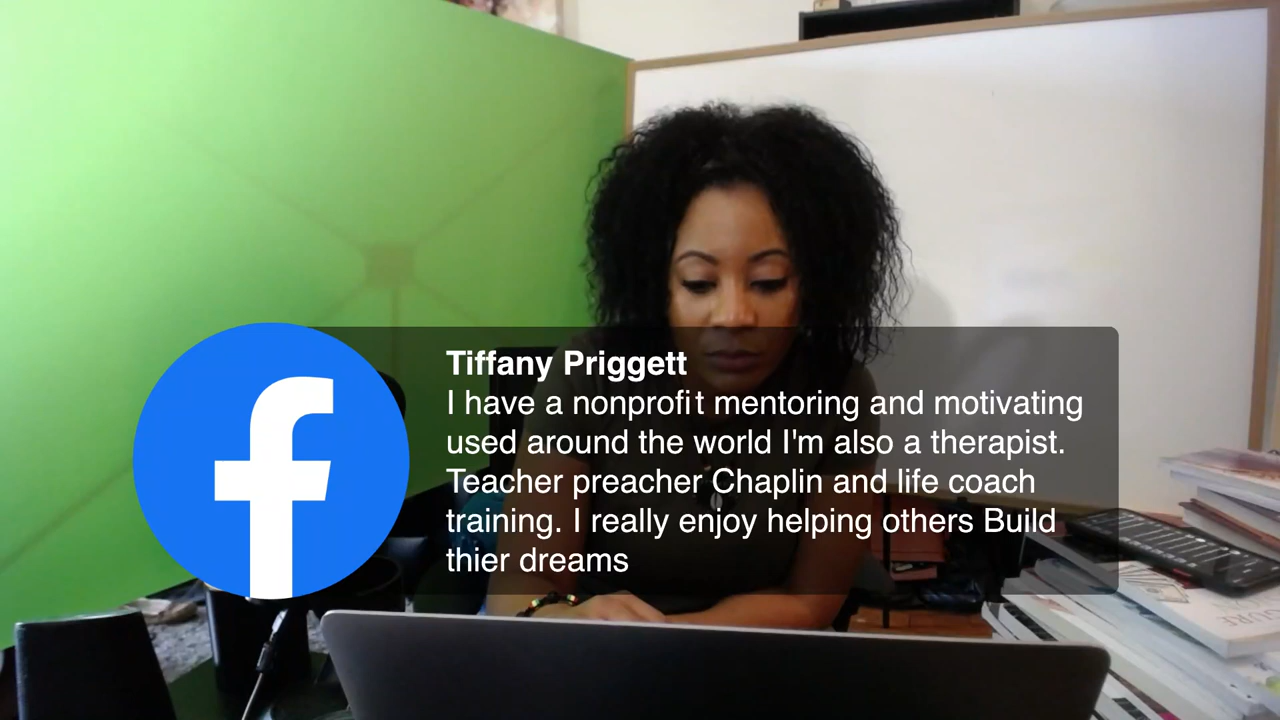 Tiffany Priggett
I have a nonprofit mentoring and motivating
used around the world I'm also a therapist.
Teacher preacher Chaplin and life coach
training. I really enjoy helping others Build
thier dreams